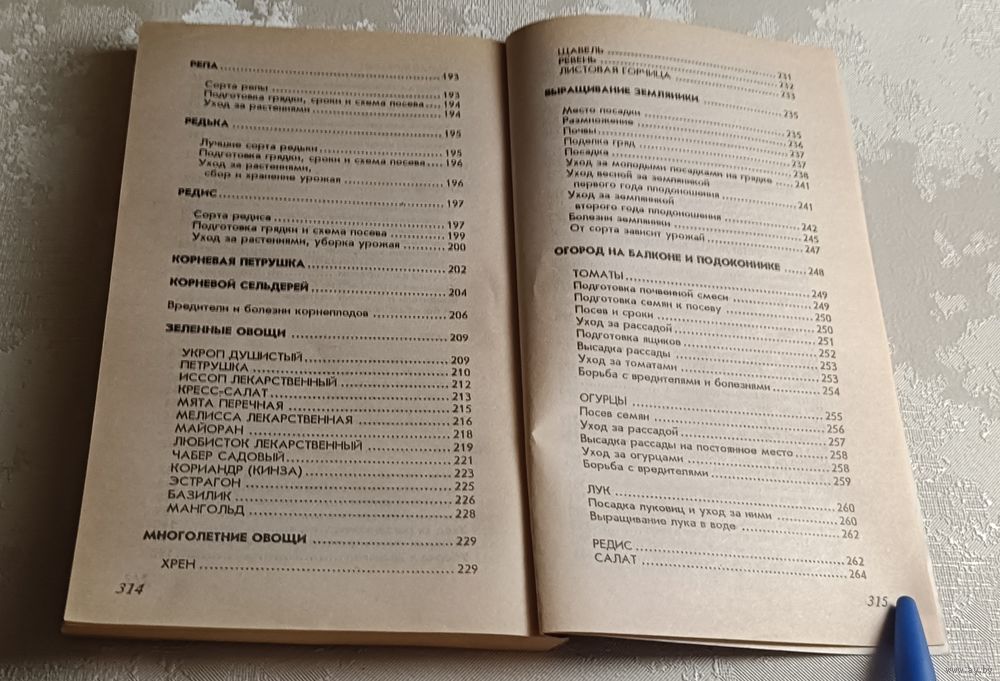 РЕПА 193
Сорта репы 193
Подготовка грядки, сроки и схема посева 194
Уход за растениями 194
РЕДЬКА 195
Лучшие сорта редьки 195
Подготовка грядки, сроки и схема посева 196
Уход за растениями,
сбор и хранение урожая 196
РЕДИС 197
Сорта редиса 197
Подготовка грядки и схема посева 199
Уход за растениями, уборка урожая 200
КОРНЕВАЯ ПЕТРУШКА 202
КОРНЕВОЙ СЕЛЬДЕРЕЙ 204
Вредители и болезни корнеплодов 206
ЗЕЛЕННЫЕ ОВОЩИ 209
УКРОП ДУШИСТЫЙ 209
ПЕТРУШКА 210
ИССОП ЛЕКАРСТВЕННЫЙ 212
КРЕСС-САЛАТ 213
МЯТА ПЕРЕЧНАЯ 215
МЕЛИССА ЛЕКАРСТВЕННАЯ 216
МАЙОРАН 218
ЛЮБИСТОК ЛЕКАРСТВЕННЫЙ 219
ЧАБЕР САДОВЫЙ 221
КОРИАНДР (КИНЗА) 223
ЭСТРАГОН 225
БАЗИЛИК 226
МАНГОЛЬД 228
МНОГОЛЕТНИЕ ОВОЩИ 229
ХРЕН 229
314
ЩАВЕЛЬ 231
РЕВЕНЬ 232
ЛИСТОВАЯ ГОРЧИЦА 233
ВЫРАЩИВАНИЕ ЗЕМЛЯНИКИ 235
Место посадки 235
Размножение 236
Почвы 237
Поделка гряд 237
Посадка 238
Уход за молодыми посадками на грядке 241
Уход весной за земляникой
первого года плодоношения 241
Уход за земляникой
второго года плодоношения 242
Болезни земляники 245
От сорта зависит урожай 247
ОГОРОД НА БАЛКОНЕ И ПОДОКОННИКЕ 248
ТОМАТЫ 249
Подготовка почвенной смеси 249
Подготовка семян к посеву 250
Посев и сроки 250
Уход за рассадой 251
Подготовка ящиков 252
Высадка рассады 253
Уход за томатами 253
Борьба с вредителями и болезнями 254
ОГУРЦЫ 255
Посев семян 256
Уход за рассадой 257
Высадка рассады на постоянное место 258
Уход за огурцами 258
Борьба с вредителями 259
ЛУК 260
Посадка луковиц и уход за ними 260
Выращивание лука в воде 262
РЕДИС 262
САЛАТ 264
315